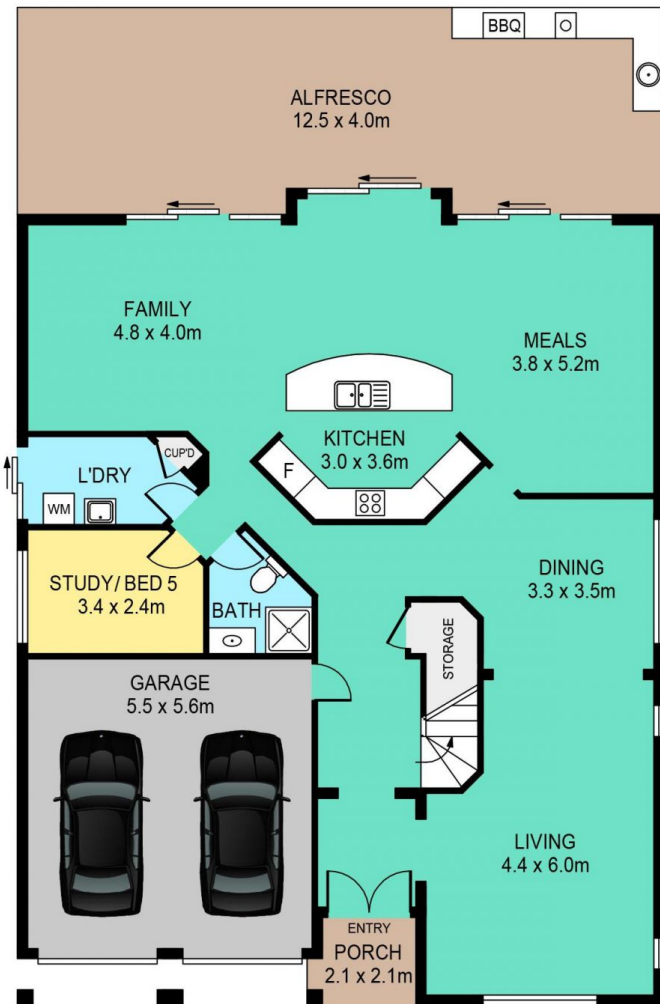 BBQ
ALFRESCO
12.5 x 4.0m
FAMILY
4.8 x 4.0m
MEALS
3.8 x 5.2m
KITCHEN
3.0 x 3.6m
F
CUP'D
L'DRY
WM
STUDY/ BED 5
3.4 x 2.4m
BATH
DINING
3.3 x 3.5m
STORAGE
GARAGE
5.5 x 5.6m
LIVING
4.4 x 6.0m
ENTRY
PORCH
2.1 x 2.1m